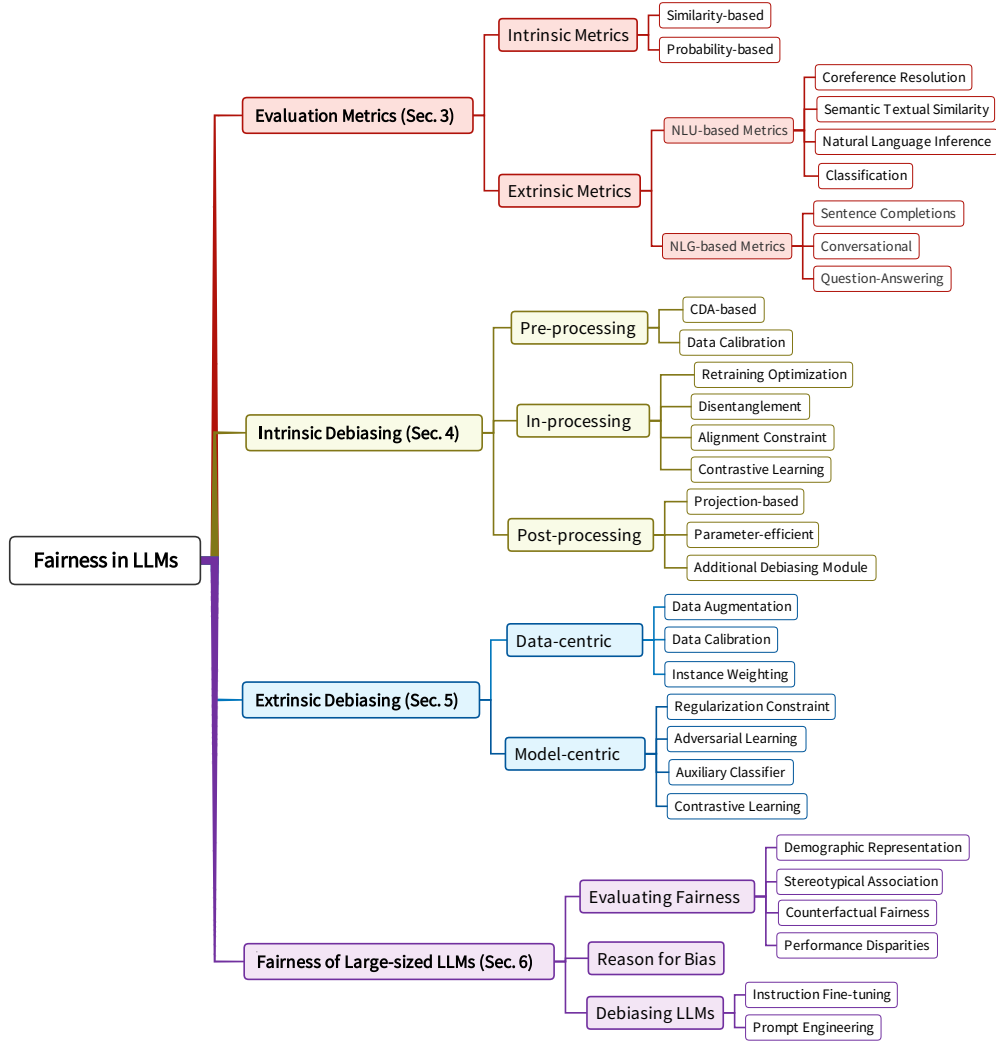 Fairness in LLMs
Evaluation Metrics (Sec. 3)
Intrinsic Metrics
Similarity-based
Probability-based
Extrinsic Metrics
NLU-based Metrics
Coreference Resolution
Semantic Textual Similarity
Natural Language Inference
Classification
NLG-based Metrics
Sentence Completions
Conversational
Question-Answering
Intrinsic Debiasing (Sec. 4)
Pre-processing
CDA-based
Data Calibration
In-processing
Retraining Optimization
Disentanglement
Alignment Constraint
Contrastive Learning
Post-processing
Projection-based
Parameter-efficient
Additional Debiasing Module
Extrinsic Debiasing (Sec. 5)
Data-centric
Data Augmentation
Data Calibration
Instance Weighting
Model-centric
Regularization Constraint
Adversarial Learning
Auxiliary Classifier
Contrastive Learning
Fairness of Large-sized LLMs (Sec. 6)
Evaluating Fairness
Demographic Representation
Stereotypical Association
Counterfactual Fairness
Performance Disparities
Reason for Bias
Debiasing LLMs
Instruction Fine-tuning
Prompt Engineering